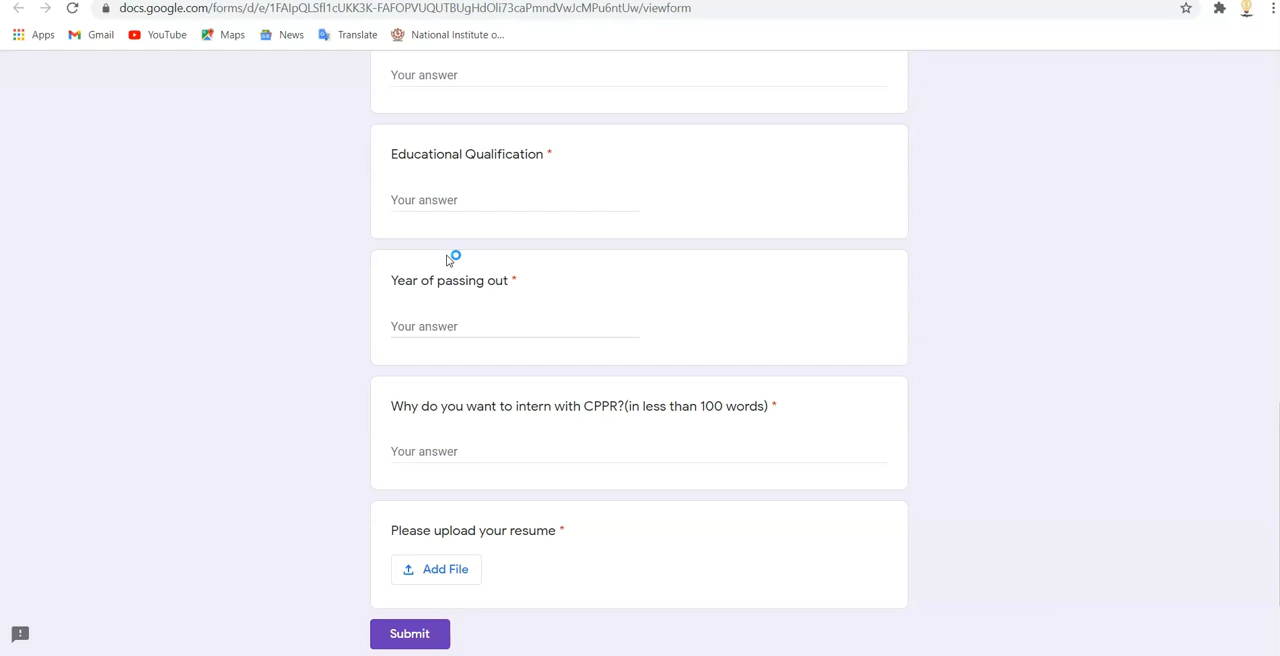 docs.google.com/forms/d/e/1FAIpQLSfl1cUKK3K-FAFOPVUQUTBUgHdOli73caPmndVwJcMPu6ntUw/viewform
Apps Gmail YouTube Maps News Translate National Institute o...
Your answer
Educational Qualification *
Your answer
Year of passing out *
Your answer
Why do you want to intern with CPPR?(in less than 100 words) *
Your answer
Please upload your resume *
Add File
Submit